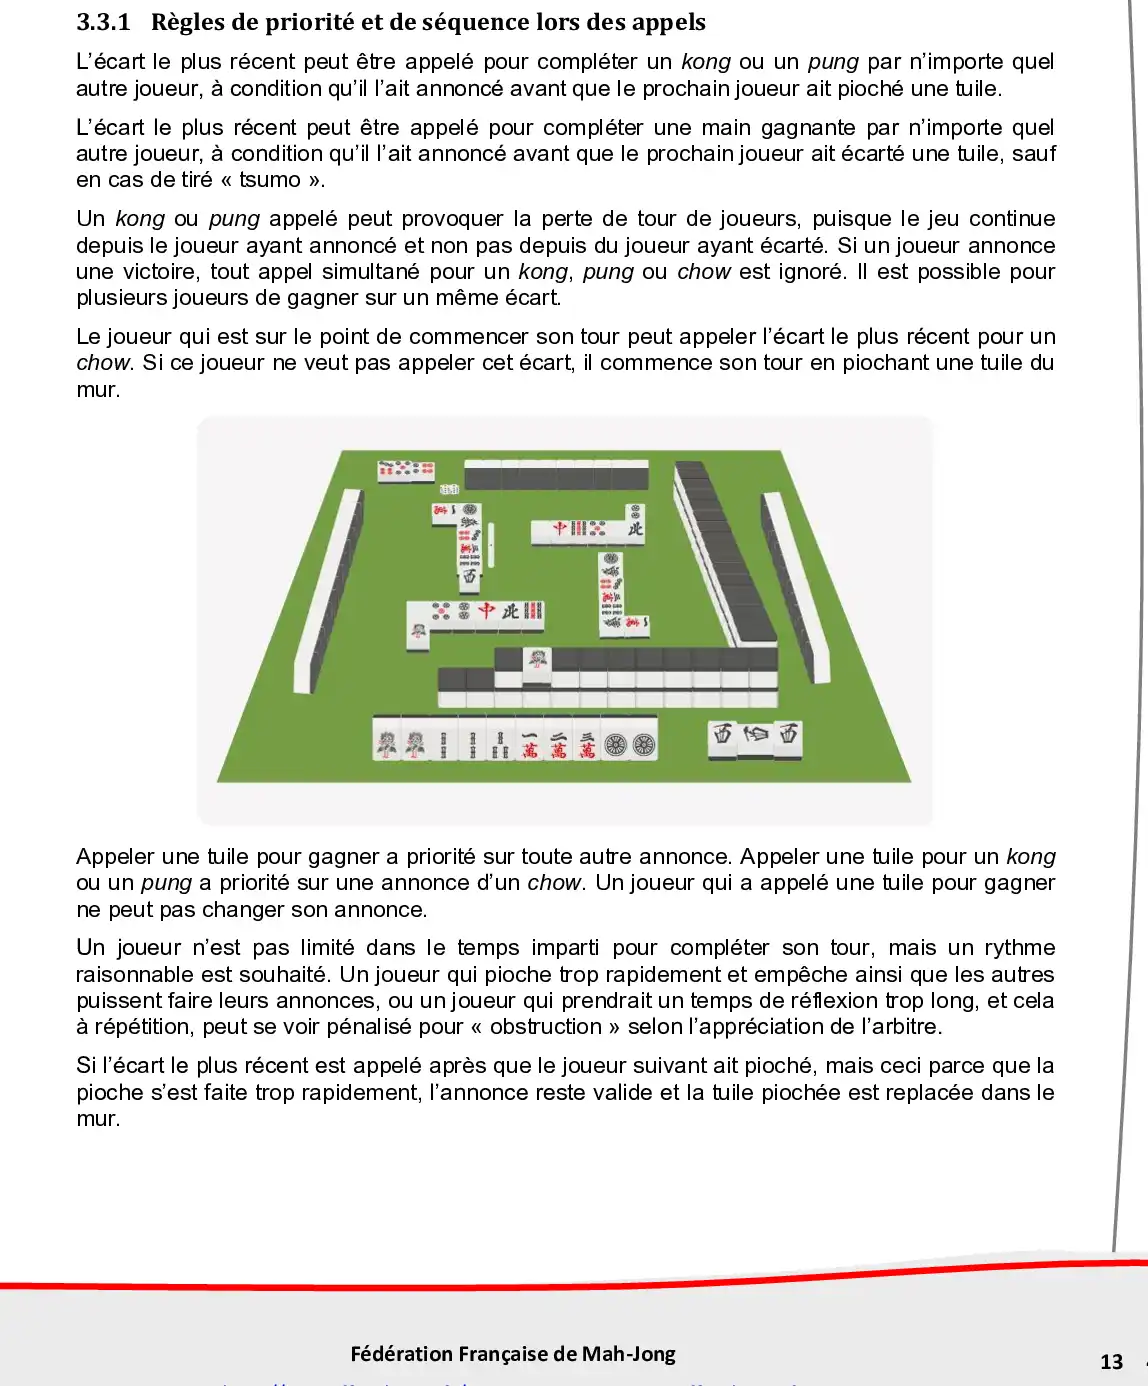 3.3.1 Règles de priorité et de séquence lors des appels
L’écart le plus récent peut être appelé pour compléter un kong ou un pung par n’importe quel
autre joueur, à condition qu’il l’ait annoncé avant que le prochain joueur ait pioché une tuile.
L’écart le plus récent peut être appelé pour compléter une main gagnante par n’importe quel
autre joueur, à condition qu’il l’ait annoncé avant que le prochain joueur ait écarté une tuile, sauf
en cas de tiré « tsumo ».
Un kong ou pung appelé peut provoquer la perte de tour de joueurs, puisque le jeu continue
depuis le joueur ayant annoncé et non pas depuis du joueur ayant écarté. Si un joueur annonce
une victoire, tout appel simultané pour un kong, pung ou chow est ignoré. Il est possible pour
plusieurs joueurs de gagner sur un même écart.
Le joueur qui est sur le point de commencer son tour peut appeler l’écart le plus récent pour un
chow. Si ce joueur ne veut pas appeler cet écart, il commence son tour en piochant une tuile du
mur.
中 北
西
中 北
一萬 二萬 三萬
西 西 西
Appeler une tuile pour gagner a priorité sur toute autre annonce. Appeler une tuile pour un kong
ou un pung a priorité sur une annonce d’un chow. Un joueur qui a appelé une tuile pour gagner
ne peut pas changer son annonce.
Un joueur n’est pas limité dans le temps imparti pour compléter son tour, mais un rythme
raisonnable est souhaité. Un joueur qui pioche trop rapidement et empêche ainsi que les autres
puissent faire leurs annonces, ou un joueur qui prendrait un temps de réflexion trop long, et cela
à répétition, peut se voir pénalisé pour « obstruction » selon l’appréciation de l’arbitre.
Si l’écart le plus récent est appelé après que le joueur suivant ait pioché, mais ceci parce que la
pioche s’est faite trop rapidement, l’annonce reste valide et la tuile piochée est replacée dans le
mur.
Fédération Française de Mah-Jong
13